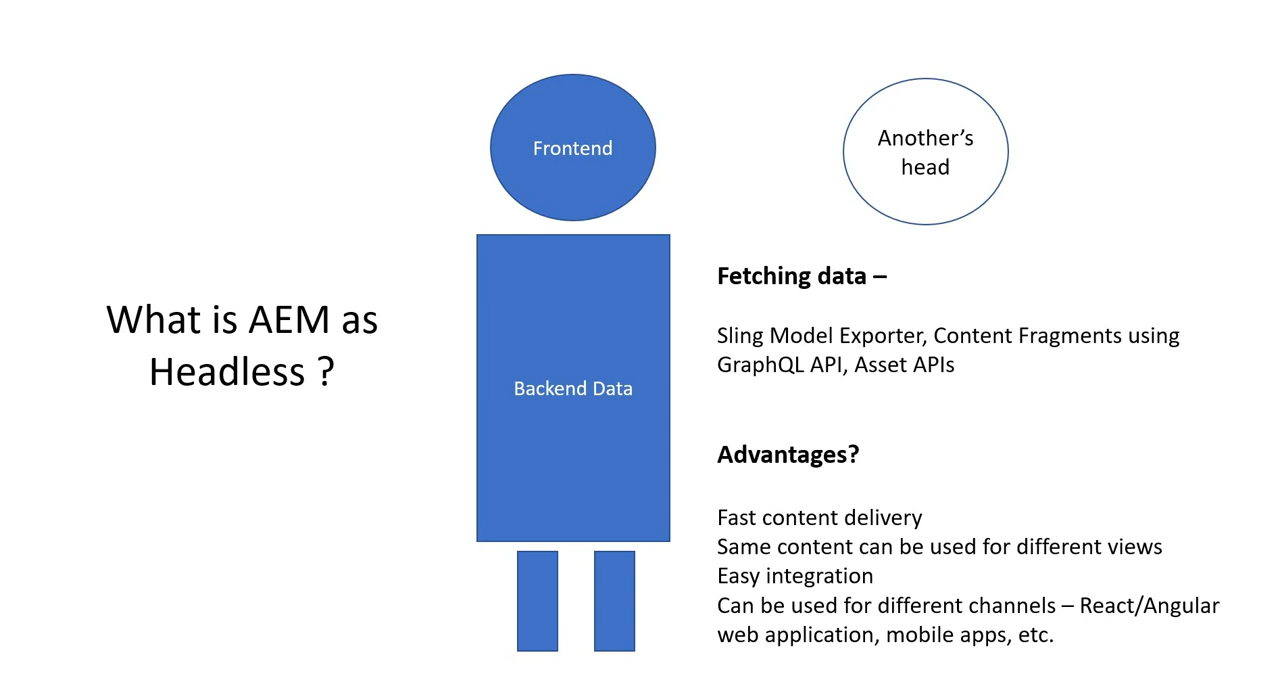 What is AEM as
Headless ?
Frontend
Backend Data
Another's
head
Fetching data –
Sling Model Exporter, Content Fragments using
GraphQL API, Asset APIs
Advantages?
Fast content delivery
Same content can be used for different views
Easy integration
Can be used for different channels – React/Angular
web application, mobile apps, etc.